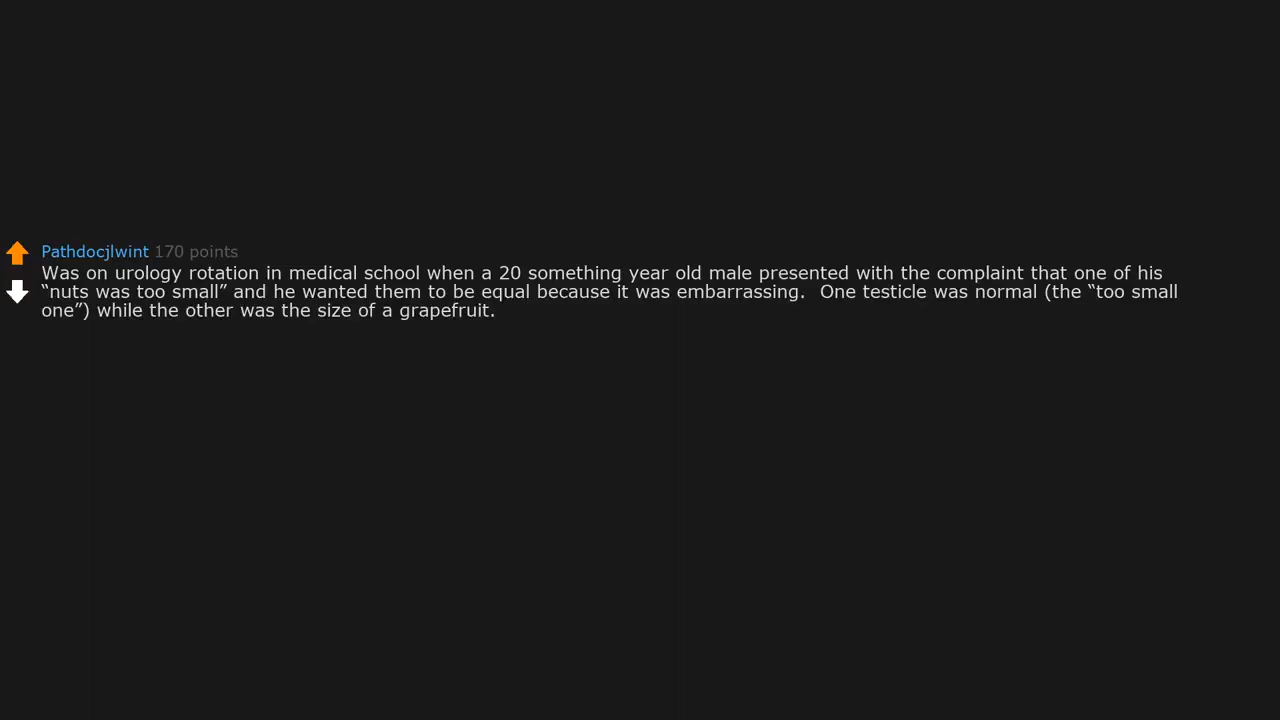 Pathdocjlwint 170 points
Was on urology rotation in medical school when a 20 something year old male presented with the complaint that one of his
“nuts was too small” and he wanted them to be equal because it was embarrassing.  One testicle was normal (the “too small
one”) while the other was the size of a grapefruit.